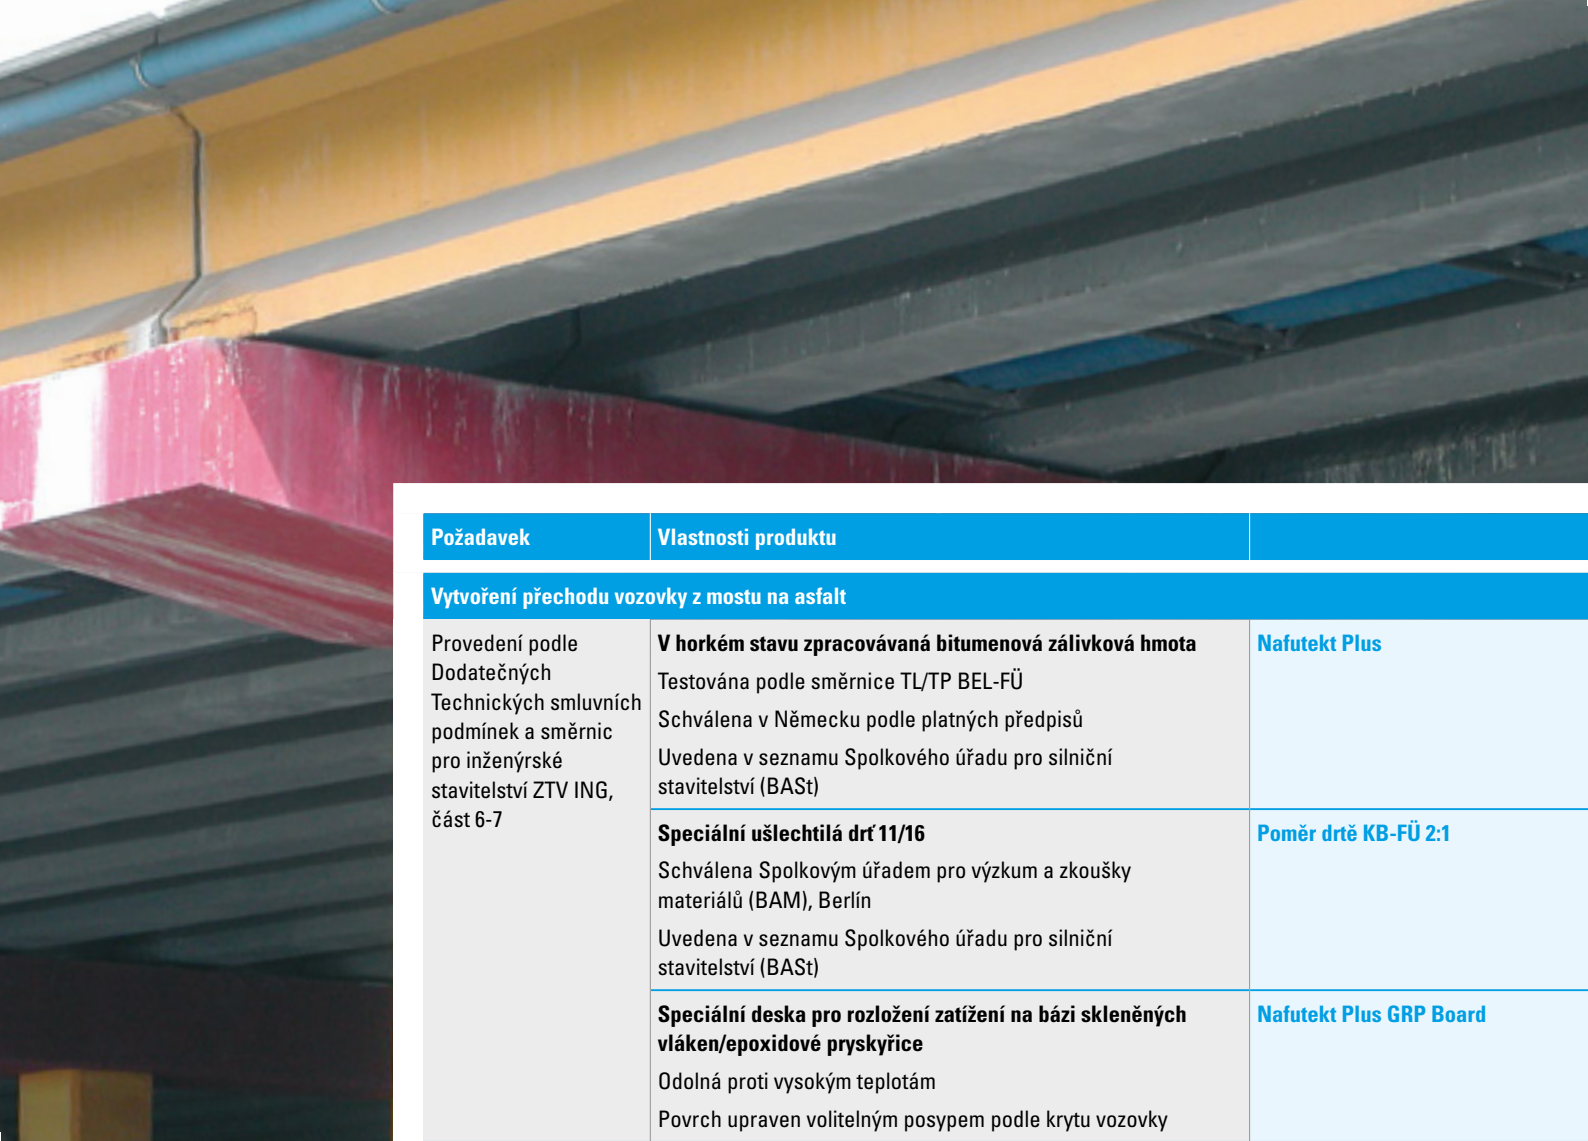 Požadavek
Vlastnosti produktu
Vytvoření přechodu vozovky z mostu na asfalt
Provedení podle
Dodatečných
Technických smluvních
podmínek a směrnic
pro inženýrské
stavitelství ZTV ING,
část 6-7
V horkém stavu zpracovávaná bitumenová zálivková hmota
Testována podle směrnice TL/TP BEL-FÜ
Schválena v Německu podle platných předpisů
Uvedena v seznamu Spolkového úřadu pro silniční
stavitelství (BASt)
Nafutekt Plus
Speciální ušlechtilá drť 11/16
Schválena Spolkovým úřadem pro výzkum a zkoušky
materiálů (BAM), Berlín
Uvedena v seznamu Spolkového úřadu pro silniční
stavitelství (BASt)
Poměr drtě KB-FÜ 2:1
Speciální deska pro rozložení zatížení na bázi skleněných
vláken/epoxidové pryskyřice
Odolná proti vysokým teplotám
Povrch upraven volitelným posypem podle krytu vozovky
Nafutekt Plus GRP Board